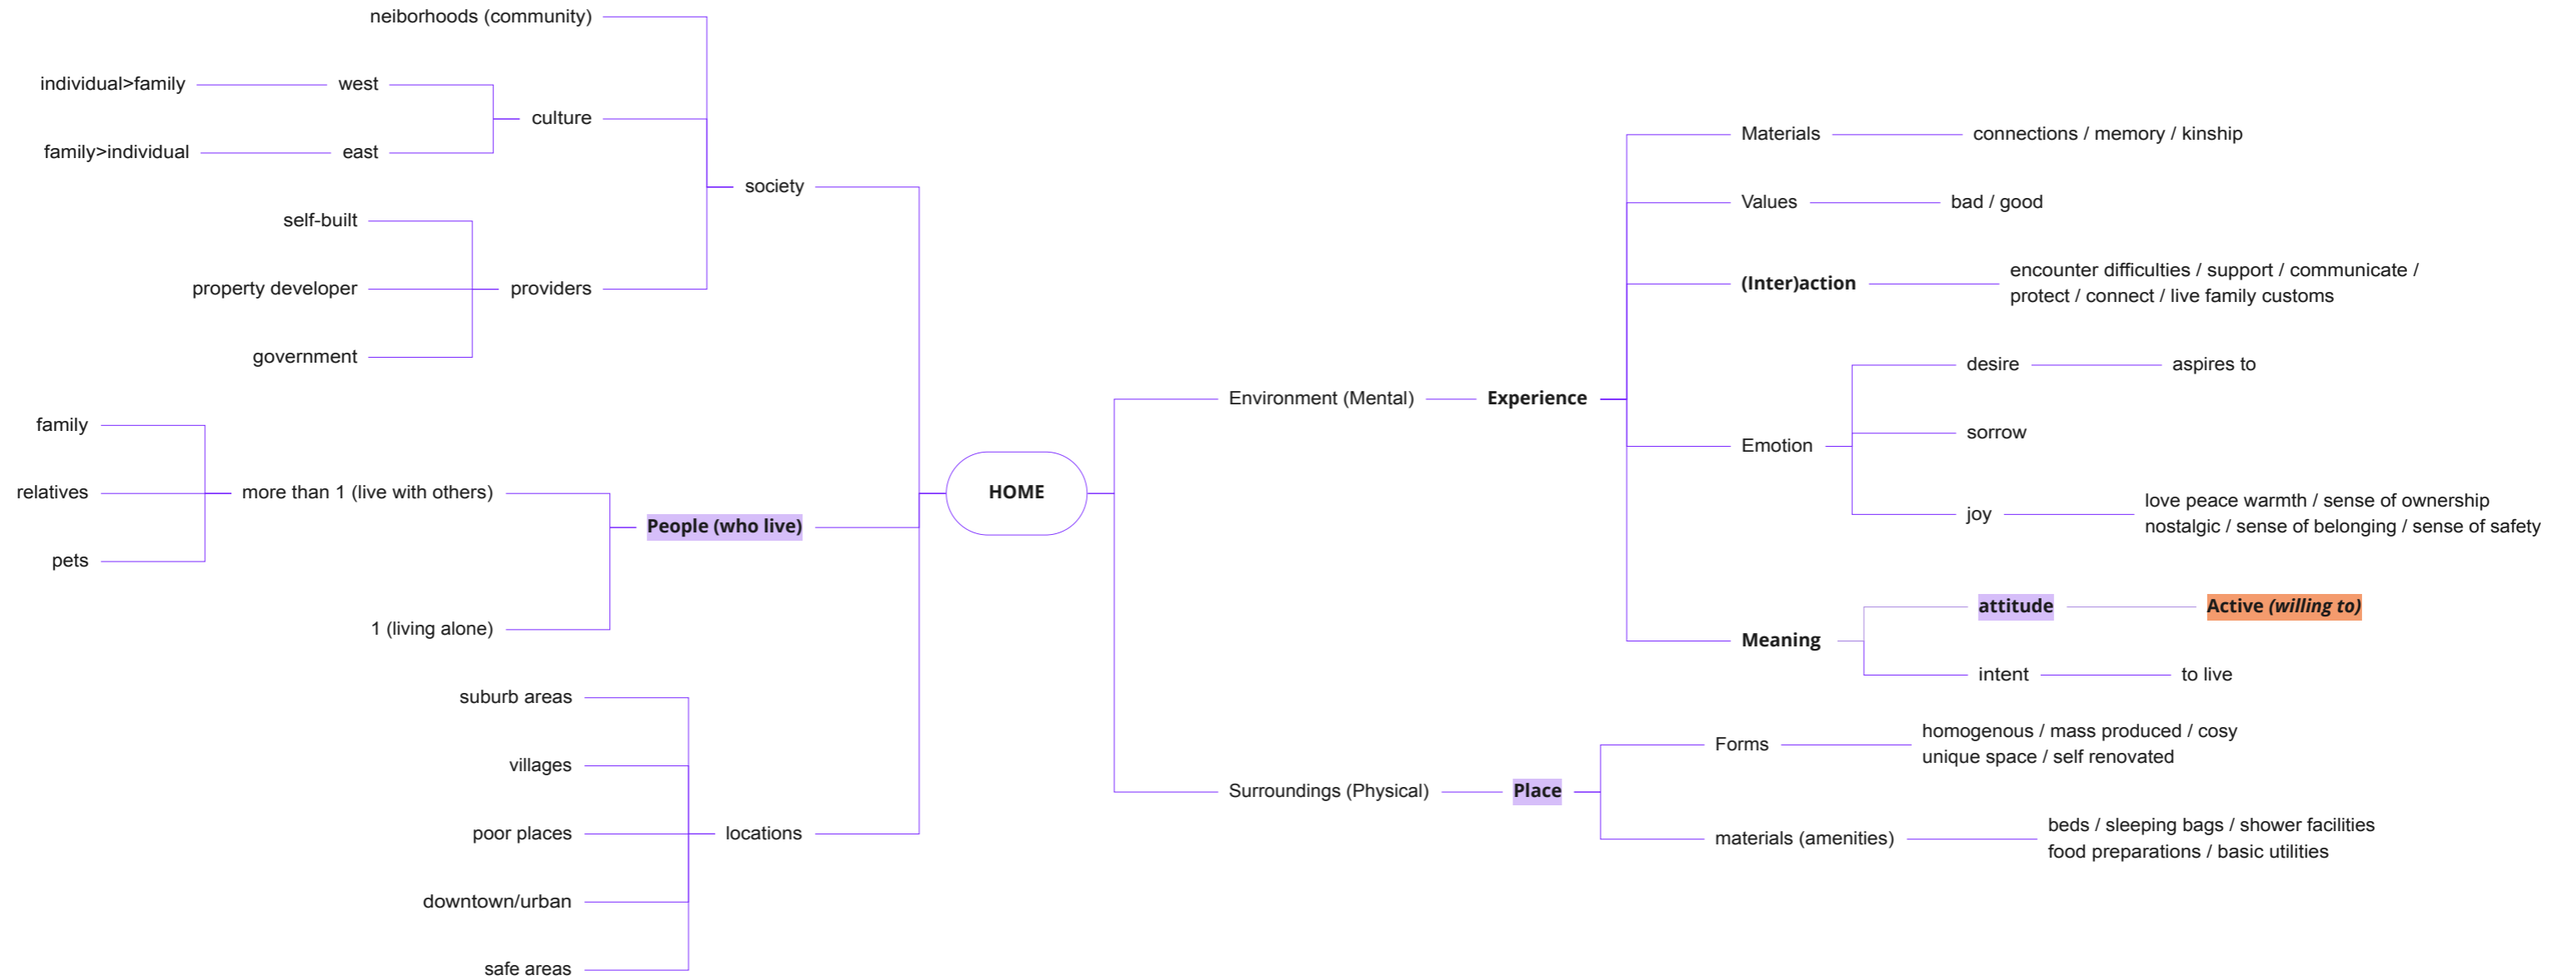 neiborhoods (community)
individual>family
west
culture
family>individual
east
society
self-built
property developer
providers
government
family
relatives
more than 1 (live with others)
pets
People (who live)
1 (living alone)
suburb areas
villages
poor places
locations
downtown/urban
safe areas
HOME
Environment (Mental)
Experience
Materials
connections / memory / kinship
Values
bad / good
(Inter)action
encounter difficulties / support / communicate /
protect / connect / live family customs
Emotion
desire
aspires to
sorrow
joy
love peace warmth / sense of ownership
nostalgic / sense of belonging / sense of safety
Meaning
attitude
Active (willing to)
intent
to live
Surroundings (Physical)
Place
Forms
homogenous / mass produced / cosy
unique space / self renovated
materials (amenities)
beds / sleeping bags / shower facilities
food preparations / basic utilities